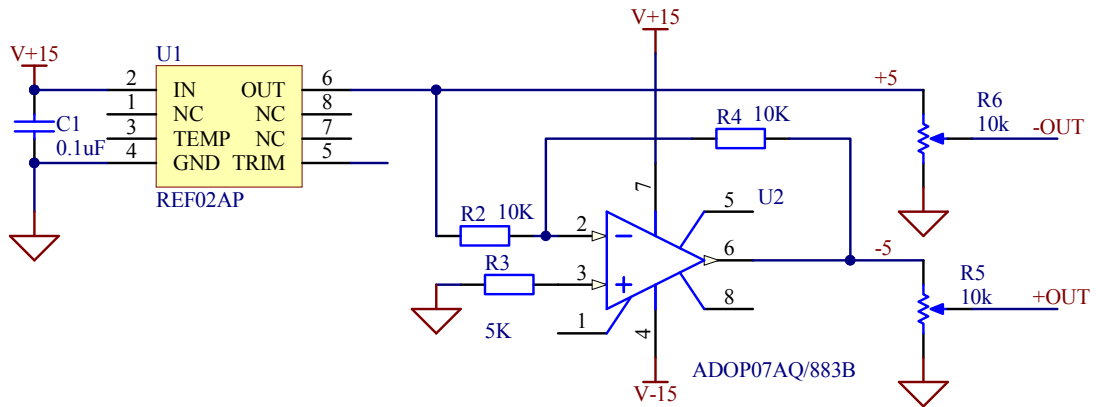 V+15
V+15
U1
2 IN OUT 6
1 NC NC 8
3 TEMP NC 7
4 GND TRIM 5
C1
0.1uF
REF02AP
+5
R6
10k
-OUT
R4 10K
7
5
U2
R2 10K
2
6
-5
R3
3
5K
1
4
8
R5
10k
+OUT
ADOP07AQ/883B
V-15